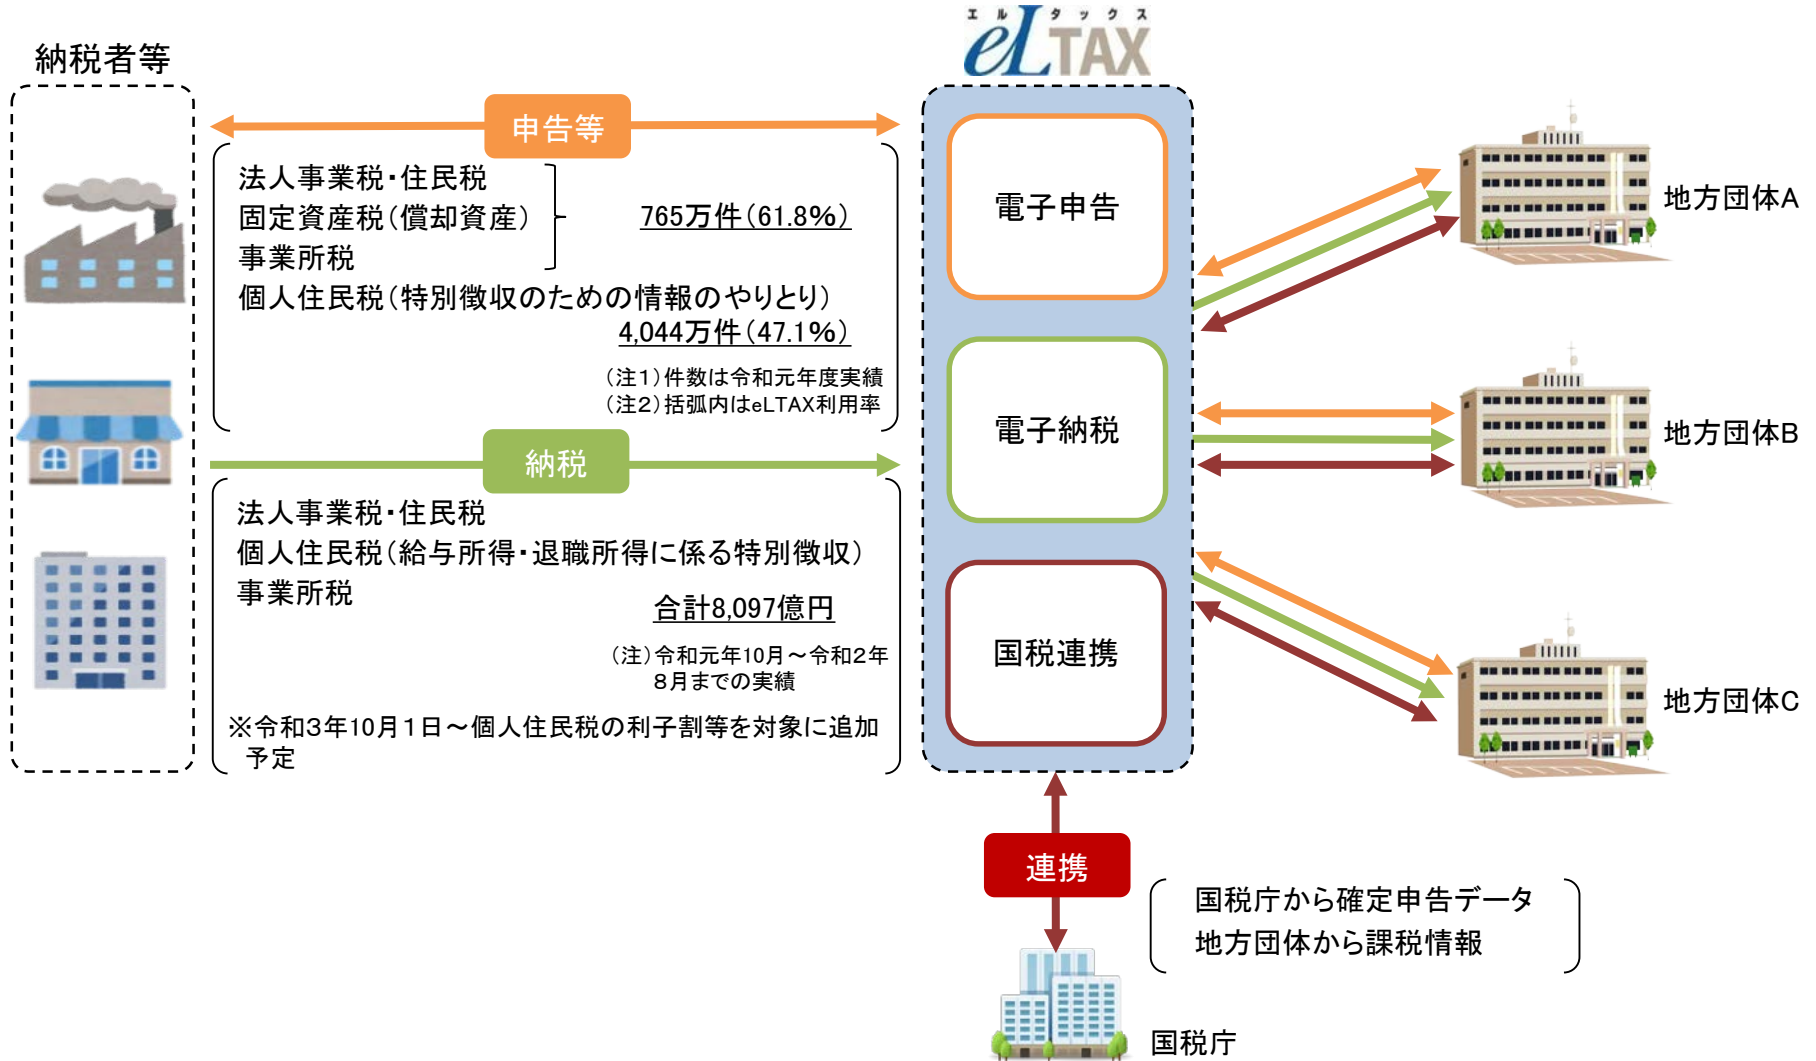 エルタックス
eLTAX
納税者等
申告等
法人事業税・住民税
固定資産税（償却資産）
765万件（61.8％）
事業所税
個人住民税（特別徴収のための情報のやりとり）
4,044万件（47.1％）
（注１）件数は令和元年度実績
（注２）括弧内はeLTAX利用率
納税
法人事業税・住民税
個人住民税（給与所得・退職所得に係る特別徴収）
事業所税
合計8,097億円
（注）令和元年10月～令和２年
８月までの実績
※令和３年10月１日～個人住民税の利子割等を対象に追加
予定
電子申告
電子納税
国税連携
地方団体A
地方団体B
地方団体C
連携
国税庁から確定申告データ
地方団体から課税情報
国税庁